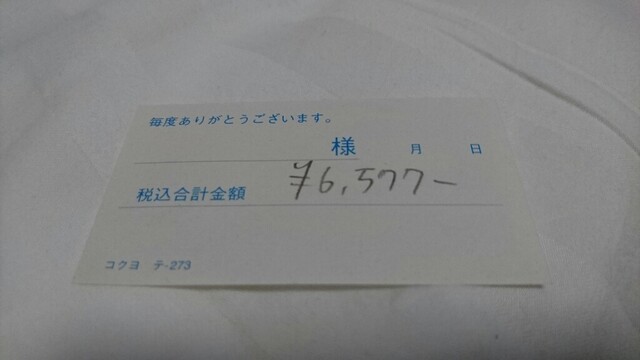 毎度ありがとうございます。
様 月 日
税込合計金額 ¥6,577-
コクヨ テ-273